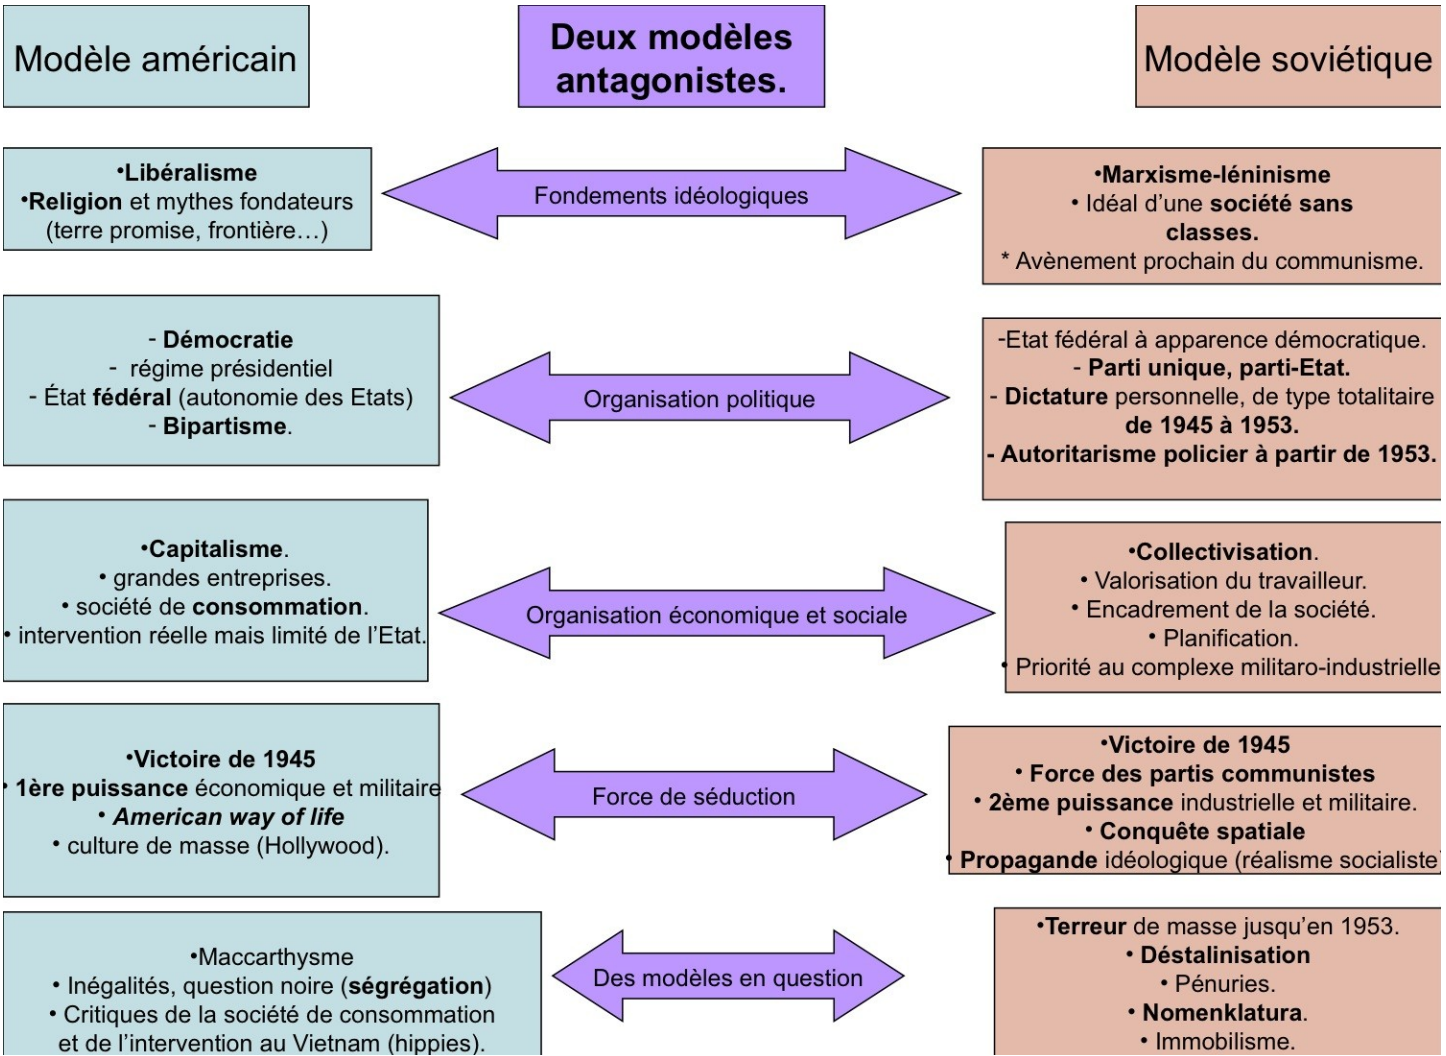 Modèle américain
Deux modèles
antagonistes.
Modèle soviétique
•Libéralisme
•Religion et mythes fondateurs
(terre promise, frontière…)
Fondements idéologiques
•Marxisme-léninisme
• Idéal d’une société sans
classes.
* Avènement prochain du communisme.
- Démocratie
- régime présidentiel
- État fédéral (autonomie des Etats)
- Bipartisme.
Organisation politique
-Etat fédéral à apparence démocratique.
- Parti unique, parti-Etat.
- Dictature personnelle, de type totalitaire
de 1945 à 1953.
- Autoritarisme policier à partir de 1953.
•Capitalisme.
• grandes entreprises.
• société de consommation.
• intervention réelle mais limité de l’Etat.
Organisation économique et sociale
•Collectivisation.
• Valorisation du travailleur.
• Encadrement de la société.
• Planification.
• Priorité au complexe militaro-industrielle
•Victoire de 1945
• 1ère puissance économique et militaire
• American way of life
• culture de masse (Hollywood).
Force de séduction
•Victoire de 1945
• Force des partis communistes
• 2ème puissance industrielle et militaire.
• Conquête spatiale
• Propagande idéologique (réalisme socialiste)
•Maccarthysme
• Inégalités, question noire (ségrégation)
• Critiques de la société de consommation
et de l’intervention au Vietnam (hippies).
Des modèles en question
•Terreur de masse jusqu’en 1953.
• Déstalinisation
• Pénuries.
• Nomenklatura.
• Immobilisme.